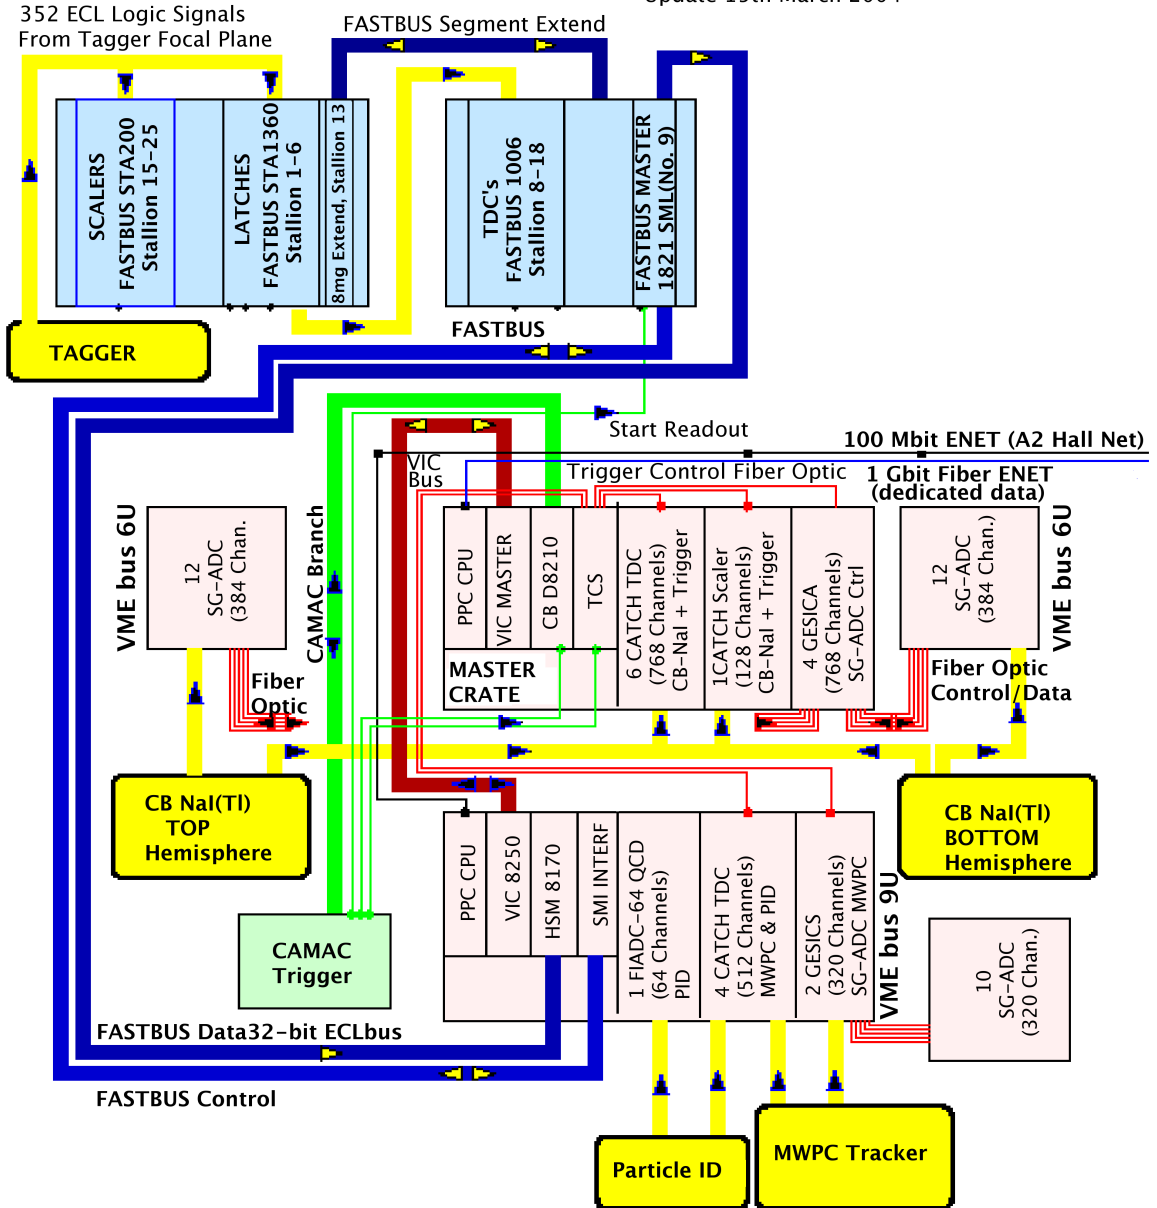 Update 15th March 2004
352 ECL Logic Signals
From Tagger Focal Plane
FASTBUS Segment Extend
SCALERS
FASTBUS STA200
Stallion 15-25
LATCHES
FASTBUS STA1360
Stallion 1-6
8mg Extend, Stallion 13
TDC's
FASTBUS 1006
Stallion 8-18
FASTBUS MASTER
1821 SML(No. 9)
FASTBUS
TAGGER
Start Readout
100 Mbit ENET (A2 Hall Net)
VIC
Bus
Trigger Control Fiber Optic
1 Gbit Fiber ENET
(dedicated data)
VME bus 6U
12
SG-ADC
(384 Chan.
CAMAC Branch
PPC CPU
VIC MASTER
CB D8210
TCS
6 CATCH TDC
(768 Channels)
CB-NaI + Trigger
1CATCH Scaler
(128 Channels)
CB-NaI + Trigger
4 GESICA
(768 Channels)
SG-ADC Ctrl
12
SG-ADC
(384 Chan.)
VME bus 6U
MASTER
CRATE
Fiber
Optic
Fiber Optic
Control/Data
CB NaI(Tl)
TOP
Hemisphere
CB NaI(Tl)
BOTTOM
Hemisphere
PPC CPU
VIC 8250
HSM 8170
SMI INTERF
1 FIADC-64 QCD
(64 Channels)
PID
4 CATCH TDC
(512 Channels)
MWPC & PID
2 GESICS
(320 Channels)
SG-ADC MWPC
VME bus 9U
10
SG-ADC
(320 Chan.)
CAMAC
Trigger
FASTBUS Data32-bit ECLbus
FASTBUS Control
Particle ID
MWPC Tracker